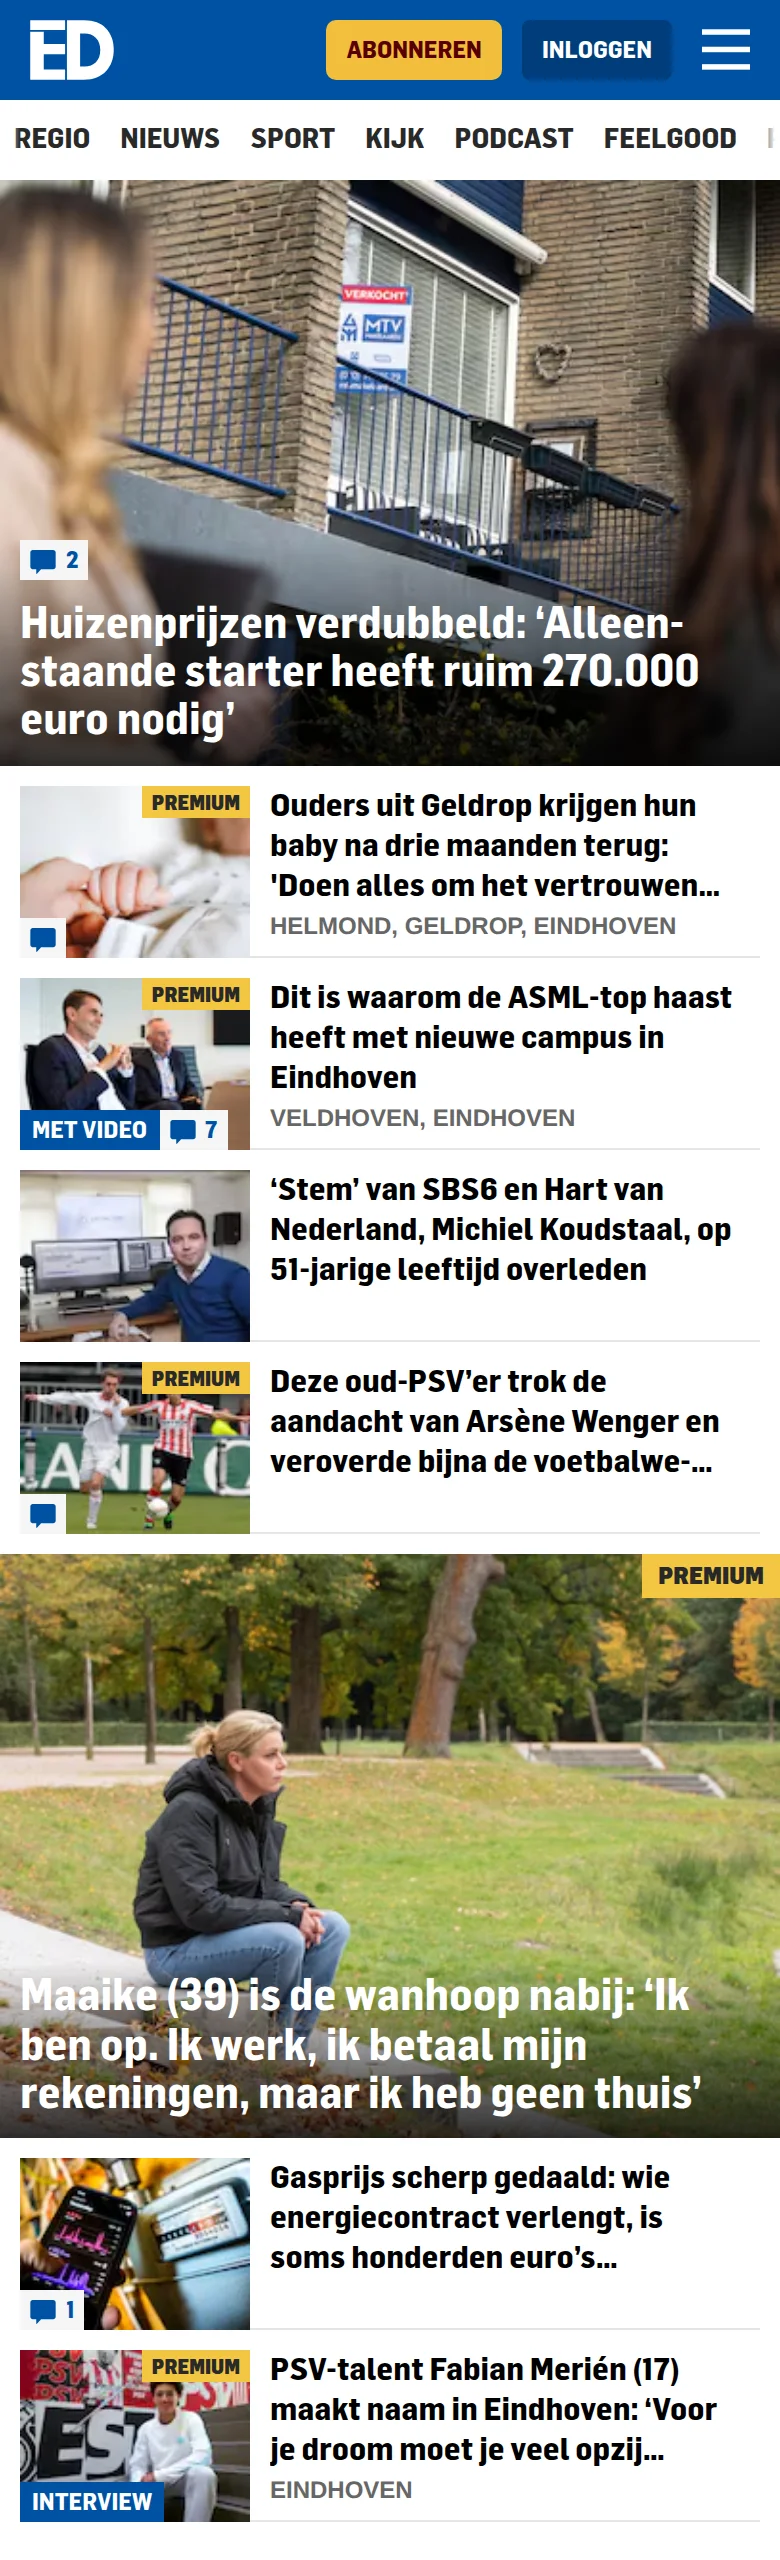 ED
ABONNEREN
INLOGGEN
REGIO NIEUWS SPORT KIJK PODCAST FEELGOOD
VERKOCHT
MTV
2
Huizenprijzen verdubbeld: ‘Alleen-
staande starter heeft ruim 270.000
euro nodig’
PREMIUM
Ouders uit Geldrop krijgen hun
baby na drie maanden terug:
'Doen alles om het vertrouwen...
HELMOND, GELDROP, EINDHOVEN
PREMIUM
MET VIDEO
7
Dit is waarom de ASML-top haast
heeft met nieuwe campus in
Eindhoven
VELDHOVEN, EINDHOVEN
‘Stem’ van SBS6 en Hart van
Nederland, Michiel Koudstaal, op
51-jarige leeftijd overleden
PREMIUM
Deze oud-PSV’er trok de
aandacht van Arsène Wenger en
veroverde bijna de voetbalwe-...
PREMIUM
Maaike (39) is de wanhoop nabij: ‘Ik
ben op. Ik werk, ik betaal mijn
rekeningen, maar ik heb geen thuis’
1
Gasprijs scherp gedaald: wie
energiecontract verlengt, is
soms honderden euro’s...
PREMIUM
PSV
PSV
EST
INTERVIEW
PSV-talent Fabian Merién (17)
maakt naam in Eindhoven: ‘Voor
je droom moet je veel opzij...
EINDHOVEN